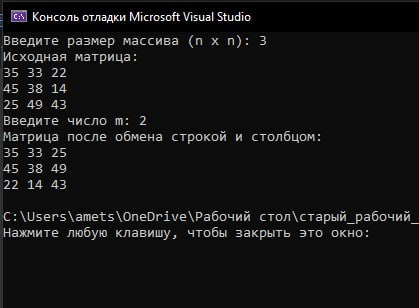 Консоль отладки Microsoft Visual Studio
Введите размер массива (n x n): 3
Исходная матрица:
35 33 22
45 38 14
25 49 43
Введите число m: 2
Матрица после обмена строкой и столбцом:
35 33 25
45 38 49
22 14 43
C:\Users\amets\OneDrive\Рабочий стол\старый_рабочий_
Нажмите любую клавишу, чтобы закрыть это окно: